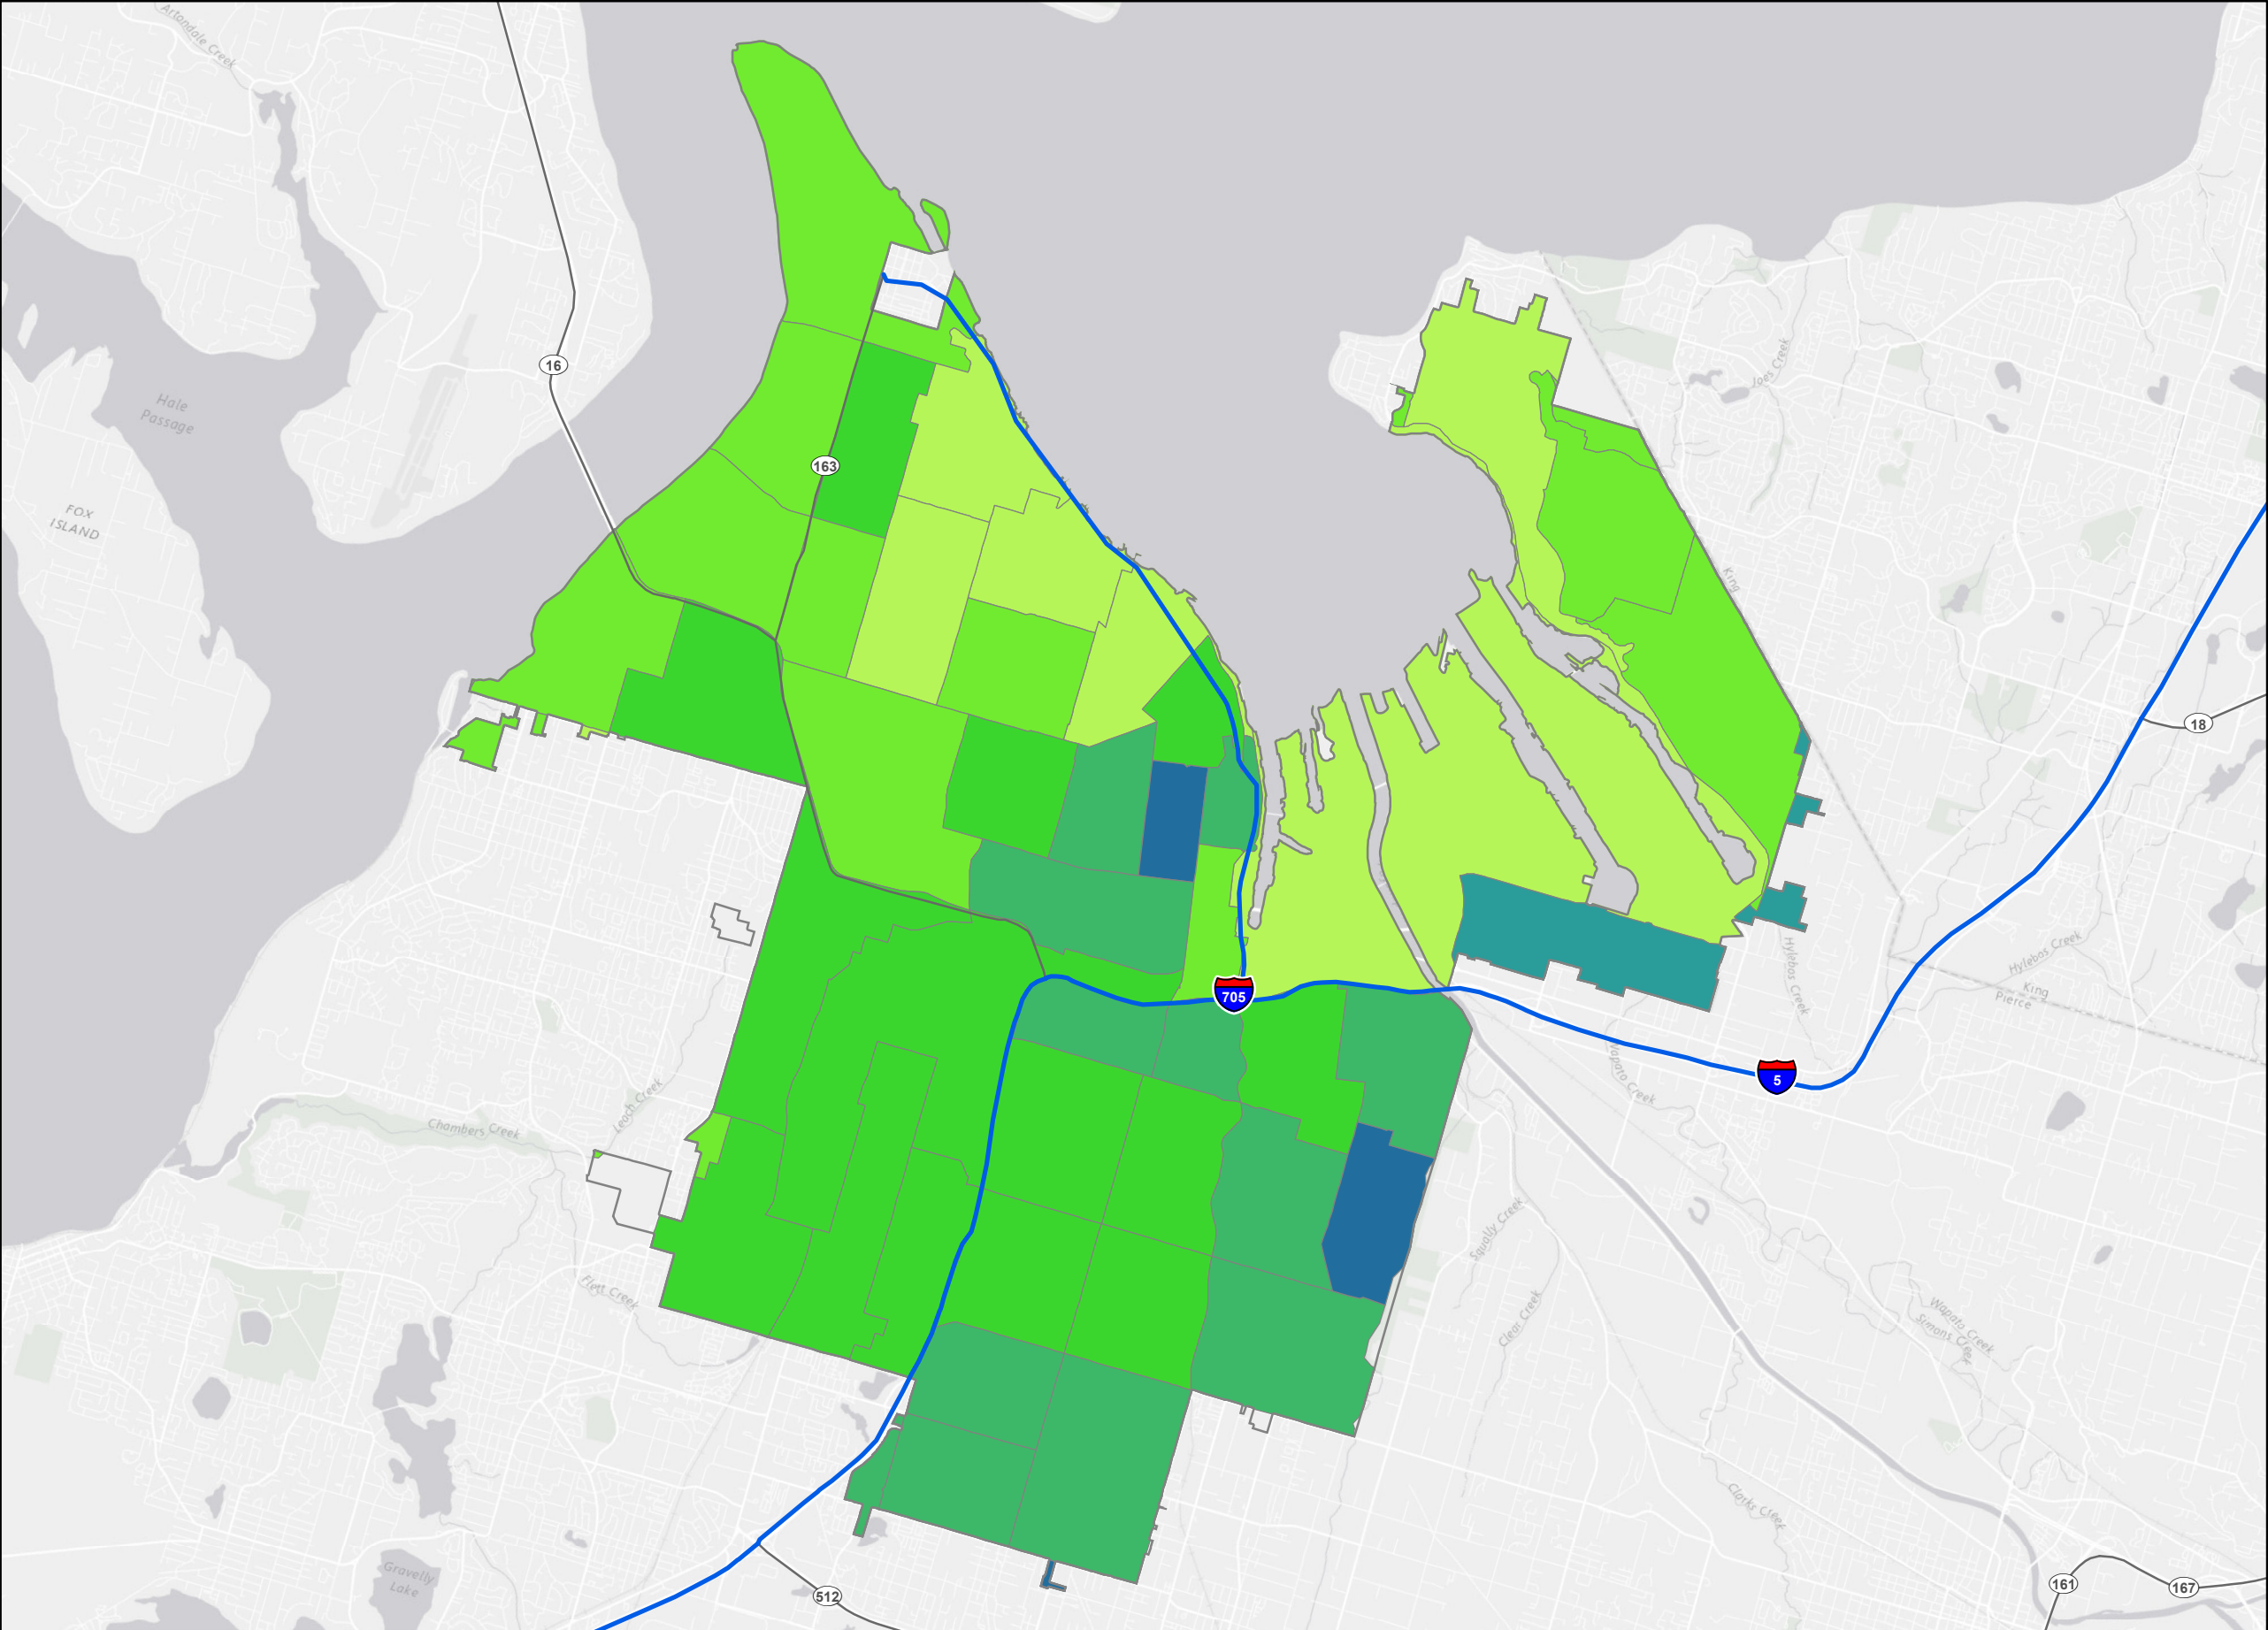 Artondale Creek
16
Hale
Passage
FOX
ISLAND
163
Joes Creek
King
18
Hylebos Creek
Hylebos Creek
King
Pierce
705
5
Wapato Creek
Leach Creek
Chambers Creek
Flett Creek
Squally Creek
Clear Creek
Wapato Creek
Simons Creek
Clarks Creek
Gravelly
Lake
512
161
167